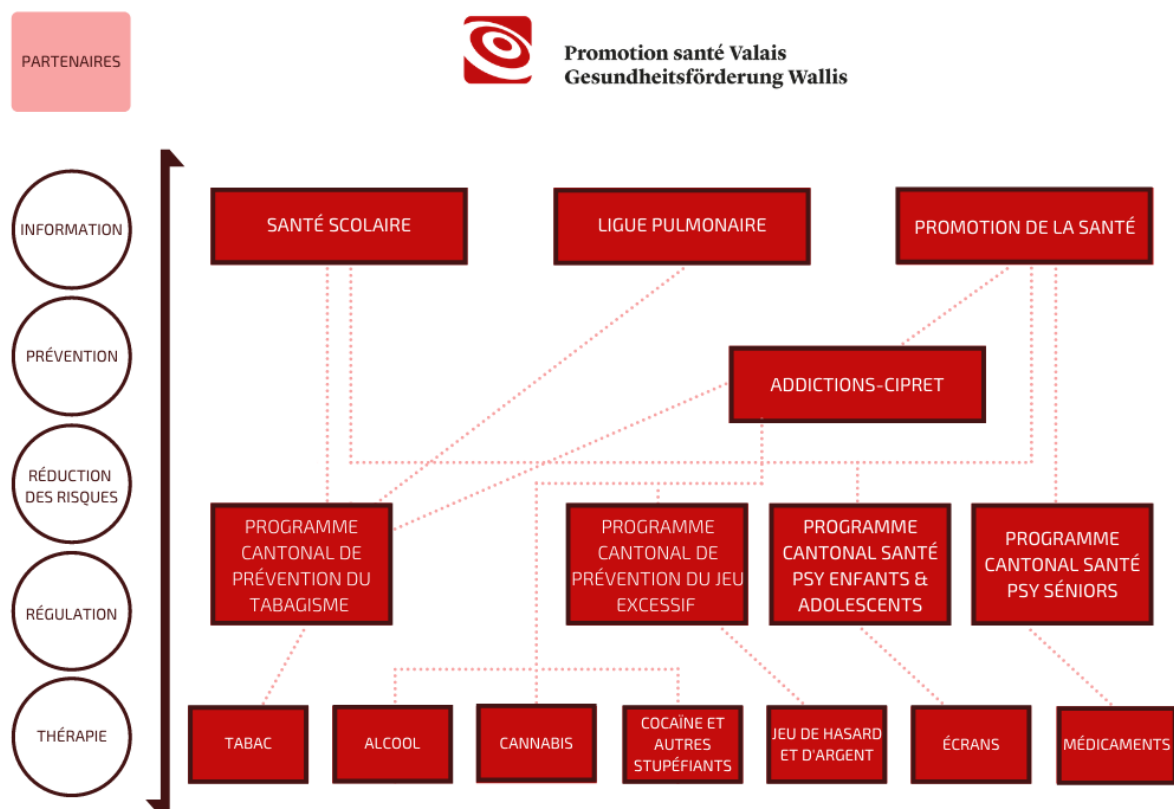 PARTENAIRES
Promotion santé Valais
Gesundheitsförderung Wallis
INFORMATION
SANTÉ SCOLAIRE
LIGUE PULMONAIRE
PROMOTION DE LA SANTÉ
PRÉVENTION
ADDICTIONS-CIPRET
RÉDUCTION
DES RISQUES
PROGRAMME
CANTONAL DE
PRÉVENTION DU
TABAGISME
PROGRAMME
CANTONAL DE
PRÉVENTION DU JEU
EXCESSIF
PROGRAMME
CANTONAL SANTÉ
PSY ENFANTS &
ADOLESCENTS
PROGRAMME
CANTONAL SANTÉ
PSY SÉNIORS
RÉGULATION
THÉRAPIE
TABAC
ALCOOL
CANNABIS
COCAÏNE ET
AUTRES
STUPÉFIANTS
JEU DE HASARD
ET D'ARGENT
ÉCRANS
MÉDICAMENTS